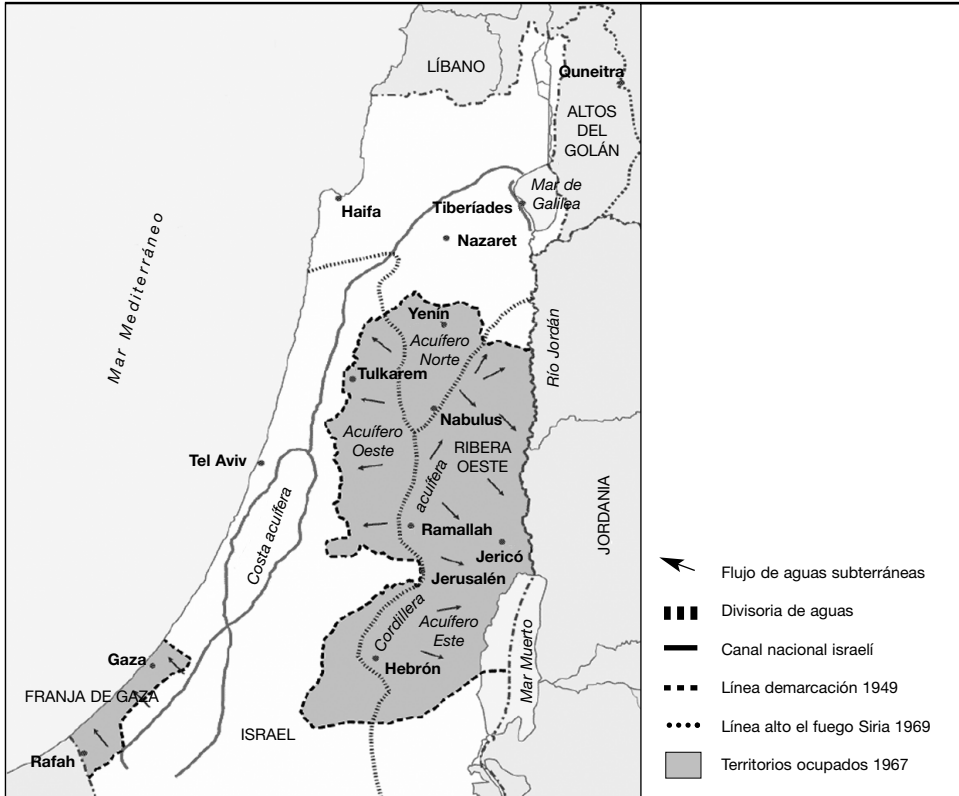 LÍBANO
Quneitra
ALTOS
DEL
GOLÁN
Mar de
Galilea
Tiberíades
Haifa
Nazaret
Mar Mediterráneo
Yenín
Acuífero
Norte
Río Jordán
Tulkarem
Nabulus
Acuífero
Oeste
RIBERA
OESTE
Tel Aviv
acuífera
Costa acuífera
Ramallah
JORDANIA
Jericó
Jerusalén
Cordillera
Acuífero
Este
Hebrón
Mar Muerto
Gaza
FRANJA DE GAZA
ISRAEL
Rafah
Flujo de aguas subterráneas
Divisoria de aguas
Canal nacional israelí
Línea demarcación 1949
Línea alto el fuego Siria 1969
Territorios ocupados 1967